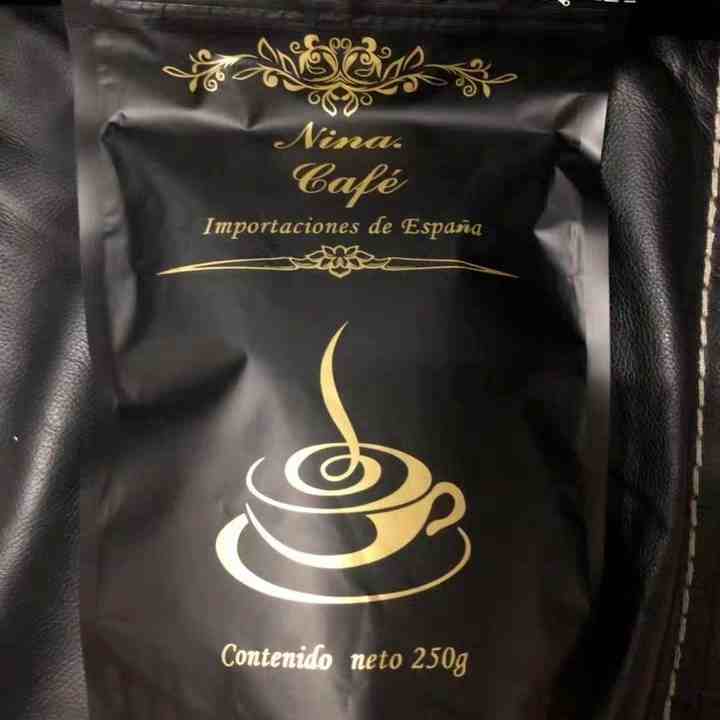 Nina.
Café
Importaciones de España
Contenido neto 250g